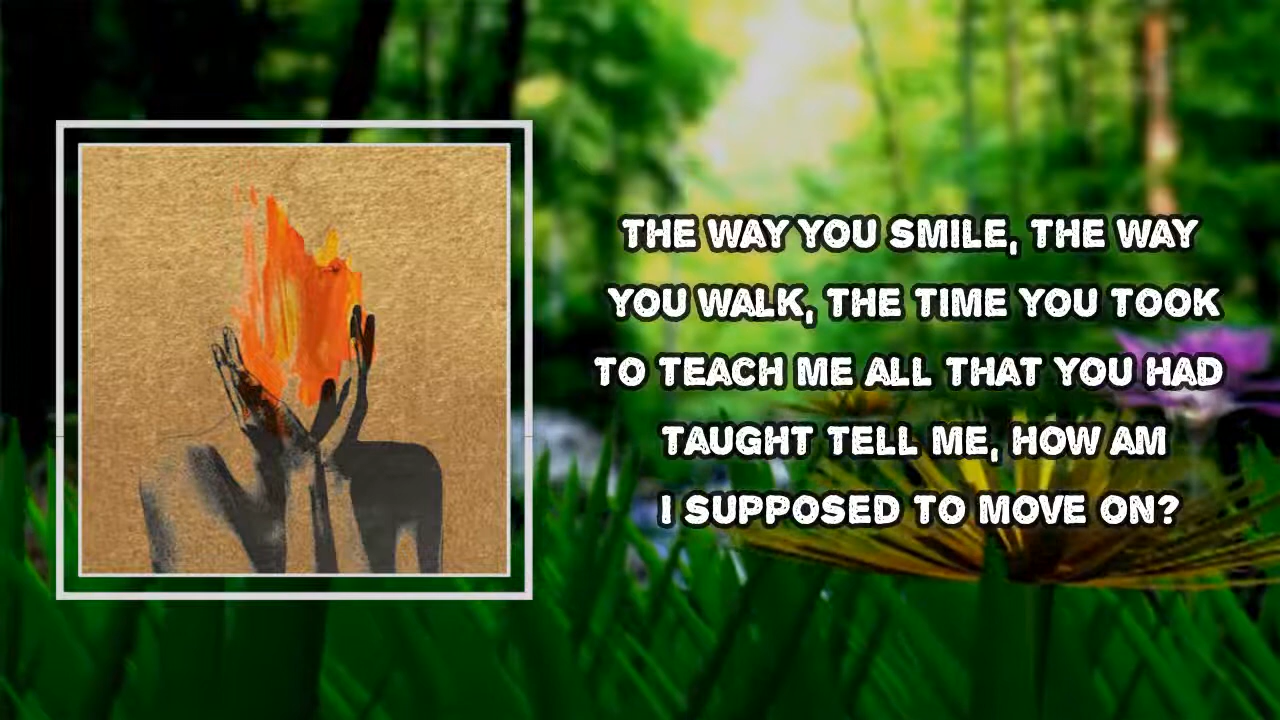 THE WAY YOU SMILE, THE WAY
YOU WALK, THE TIME YOU TOOK
TO TEACH ME ALL THAT YOU HAD
TAUGHT TELL ME, HOW AM
I SUPPOSED TO MOVE ON?